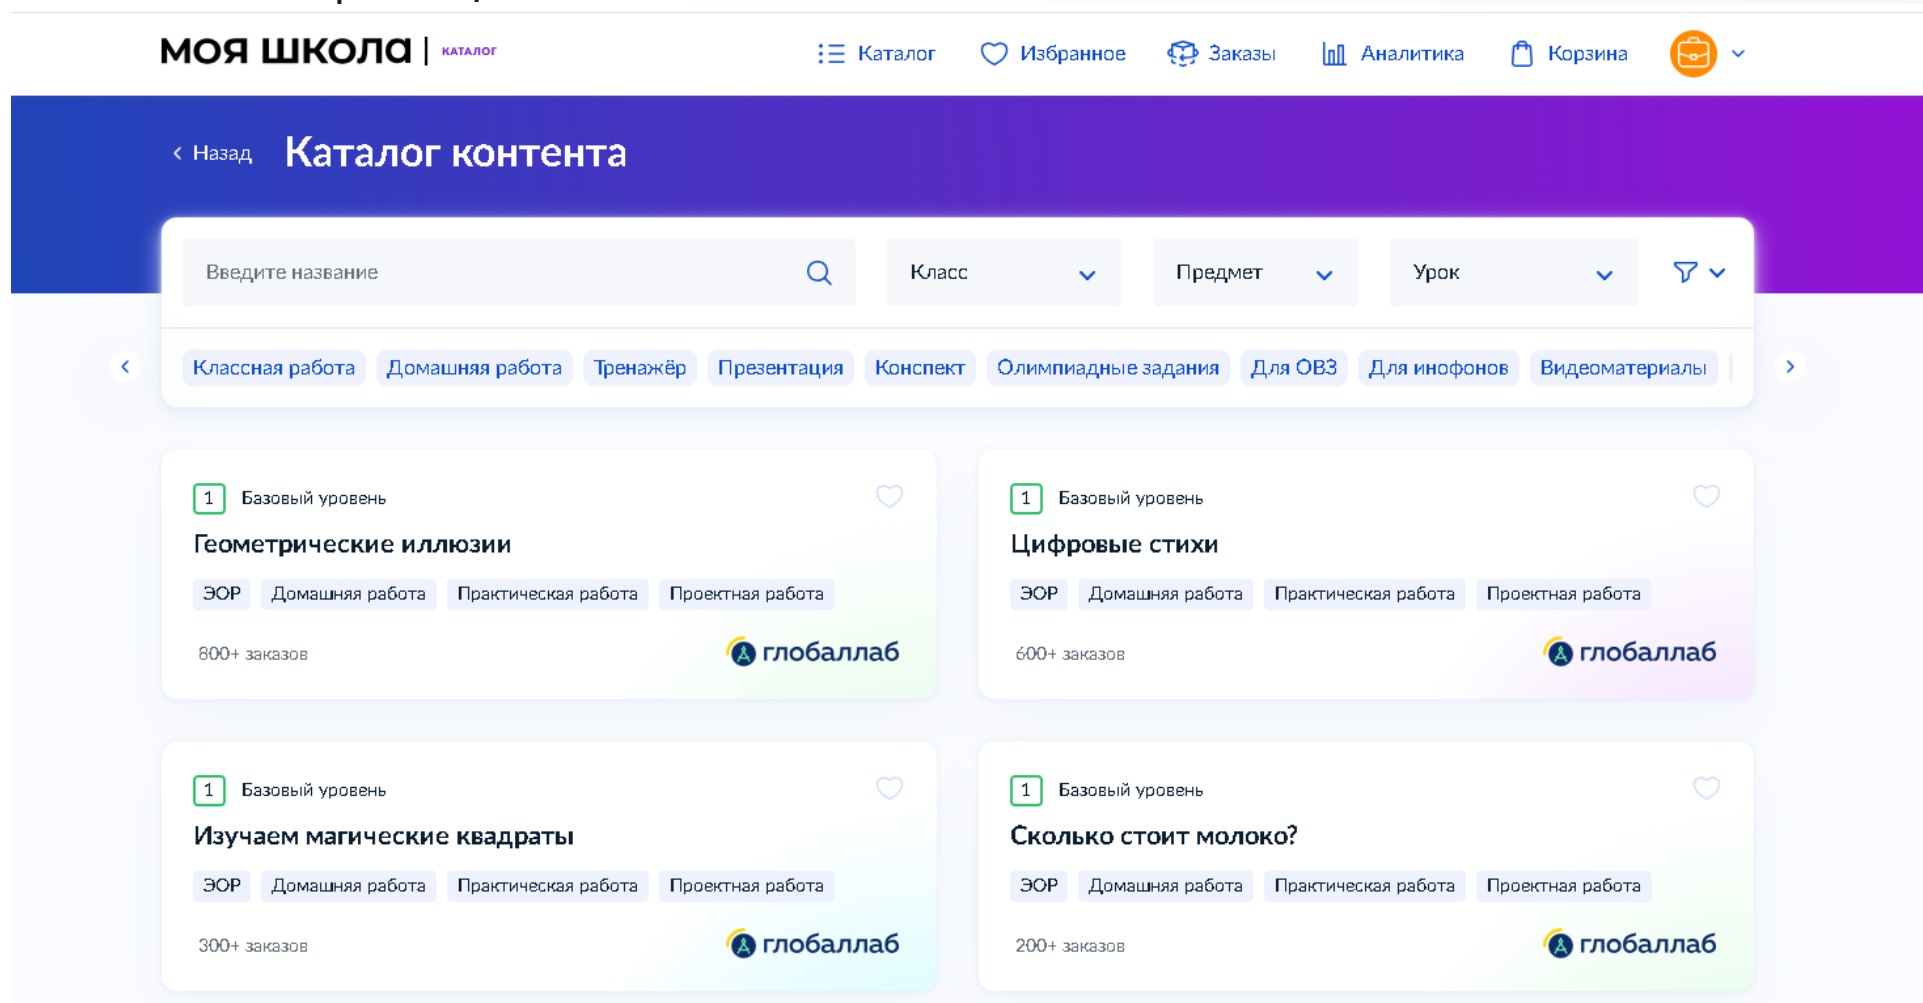 МОЯ ШКОЛА | КАТАЛОГ
Каталог Избранное Заказы Аналитика Корзина
Назад Каталог контента
Введите название Класс Предмет Урок
Классная работа Домашняя работа Тренажёр Презентация Конспект Олимпиадные задания Для ОВЗ Для инофонов Видеоматериалы
1 Базовый уровень
Геометрические иллюзии
ЭОР Домашняя работа Практическая работа Проектная работа
800+ заказов глобаллаб
1 Базовый уровень
Цифровые стихи
ЭОР Домашняя работа Практическая работа Проектная работа
600+ заказов глобаллаб
1 Базовый уровень
Изучаем магические квадраты
ЭОР Домашняя работа Практическая работа Проектная работа
300+ заказов глобаллаб
1 Базовый уровень
Сколько стоит молоко?
ЭОР Домашняя работа Практическая работа Проектная работа
200+ заказов глобаллаб